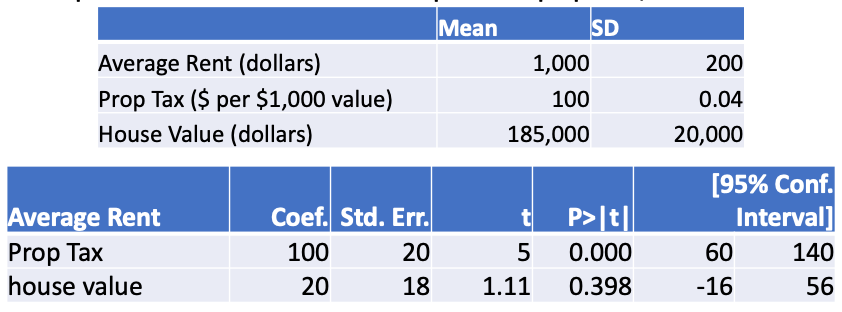 Mean SD
Average Rent (dollars) 1,000 200
Prop Tax ($ per $1,000 value) 100 0.04
House Value (dollars) 185,000 20,000
[95% Conf.
Average Rent Coef. Std. Err. t P>|t| Interval]
Prop Tax 100 20 5 0.000 60 140
house value 20 18 1.11 0.398 -16 56